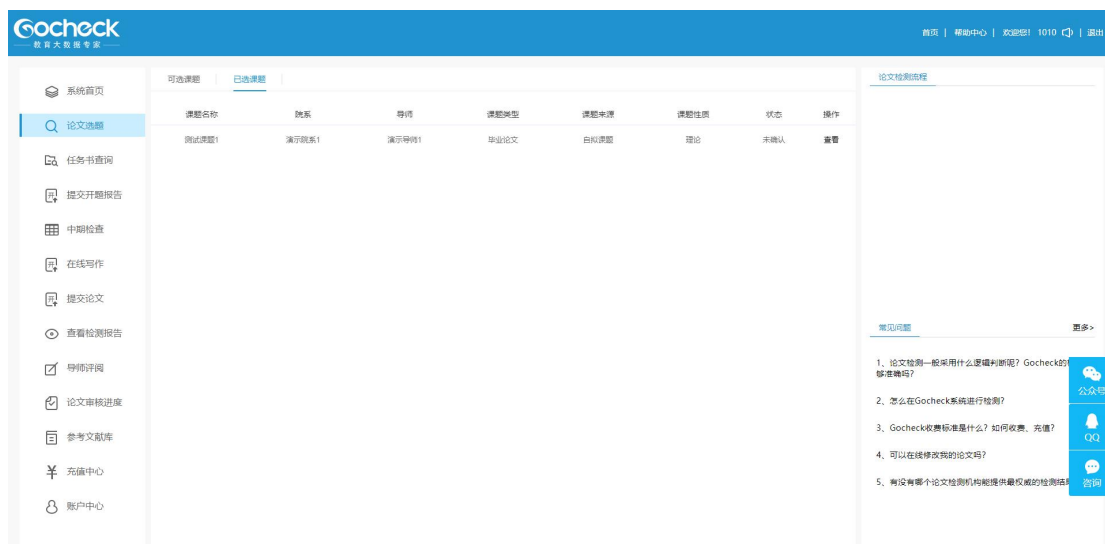 Gocheck
教育大数据专家
首页 | 帮助中心 | 欢迎您! 1010 | 退出
系统首页
论文选题
任务书查询
提交开题报告
中期检查
在线写作
提交论文
查看检测报告
导师评阅
论文审核进度
参考文献库
充值中心
账户中心
可选课题 已选课题
课题名称 院系 导师 课题类型 课题来源 课题性质 状态 操作
测试课题1 演示院系1 演示导师1 毕业论文 自拟课题 理论 未确认 查看
论文检测流程
常见问题 更多>
1、论文检测一般采用什么逻辑判断呢? Gocheck的
够准确吗?
2、怎么在Gocheck系统进行检测?
3、Gocheck收费标准是什么? 如何收费、充值?
4、可以在线修改我的论文吗?
5、有没有哪个论文检测机构能提供最权威的检测结
公众号
QQ
咨询